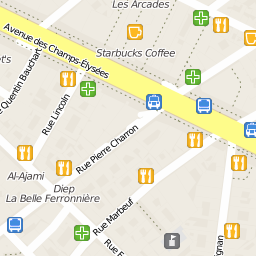 Les Arcades
Avenue des Champs-Élysées
Starbucks Coffee
Quentin Bauchart
Rue Lincoln
Rue Pierre Charron
Al-Ajami
Diep
La Belle Ferronnière
Rue Marbeuf